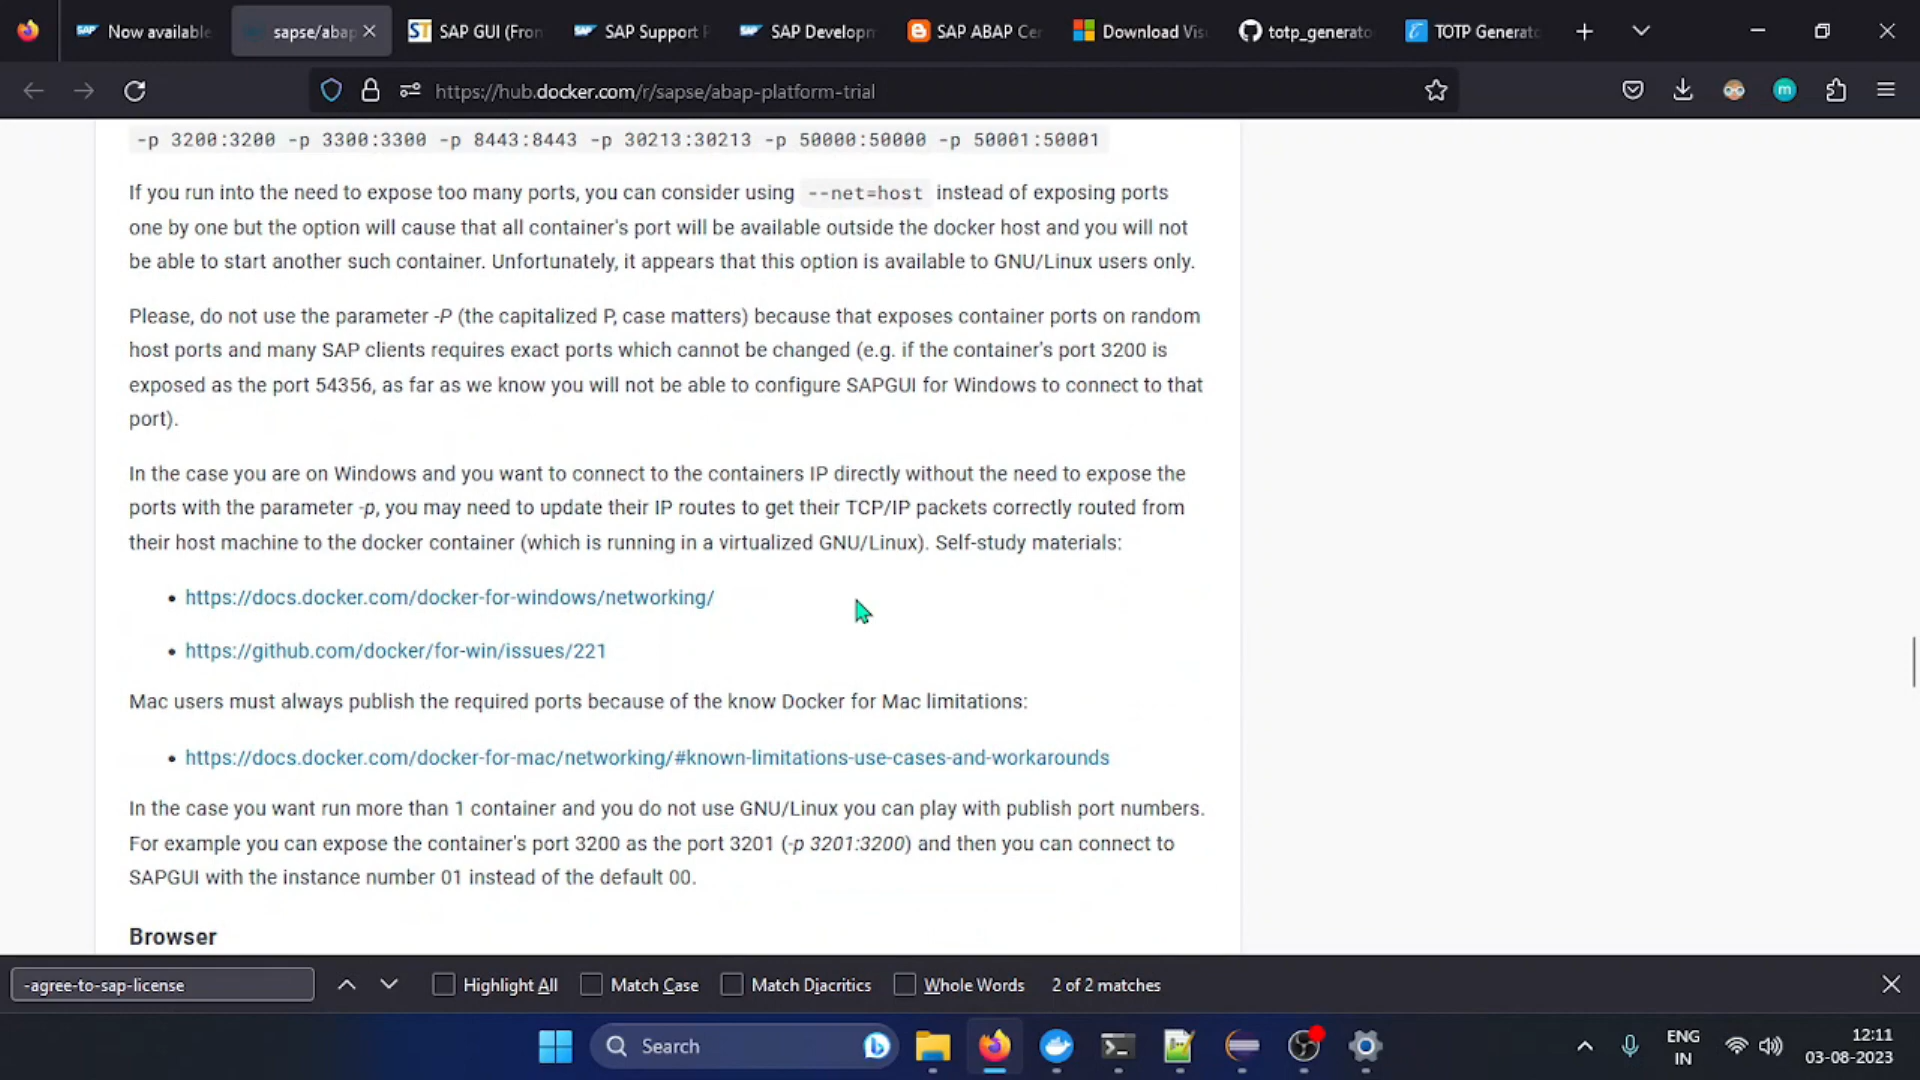 Now available
sapse/abap
SAP GUI (Fron
SAP Support P
SAP Developm
SAP ABAP Cer
Download Visu
totp_generato
TOTP Generato
https://hub.docker.com/r/sapse/abap-platform-trial
-p 3200:3200 -p 3300:3300 -p 8443:8443 -p 30213:30213 -p 50000:50000 -p 50001:50001
If you run into the need to expose too many ports, you can consider using --net=host instead of exposing ports
one by one but the option will cause that all container's port will be available outside the docker host and you will not
be able to start another such container. Unfortunately, it appears that this option is available to GNU/Linux users only.
Please, do not use the parameter -P (the capitalized P, case matters) because that exposes container ports on random
host ports and many SAP clients requires exact ports which cannot be changed (e.g. if the container's port 3200 is
exposed as the port 54356, as far as we know you will not be able to configure SAPGUI for Windows to connect to that
port).
In the case you are on Windows and you want to connect to the containers IP directly without the need to expose the
ports with the parameter -p, you may need to update their IP routes to get their TCP/IP packets correctly routed from
their host machine to the docker container (which is running in a virtualized GNU/Linux). Self-study materials:
• https://docs.docker.com/docker-for-windows/networking/
• https://github.com/docker/for-win/issues/221
Mac users must always publish the required ports because of the know Docker for Mac limitations:
• https://docs.docker.com/docker-for-mac/networking/#known-limitations-use-cases-and-workarounds
In the case you want run more than 1 container and you do not use GNU/Linux you can play with publish port numbers.
For example you can expose the container's port 3200 as the port 3201 (-p 3201:3200) and then you can connect to
SAPGUI with the instance number 01 instead of the default 00.
Browser
-agree-to-sap-license
Highlight All
Match Case
Match Diacritics
Whole Words
2 of 2 matches
Search
ENG
IN
12:11
03-08-2023